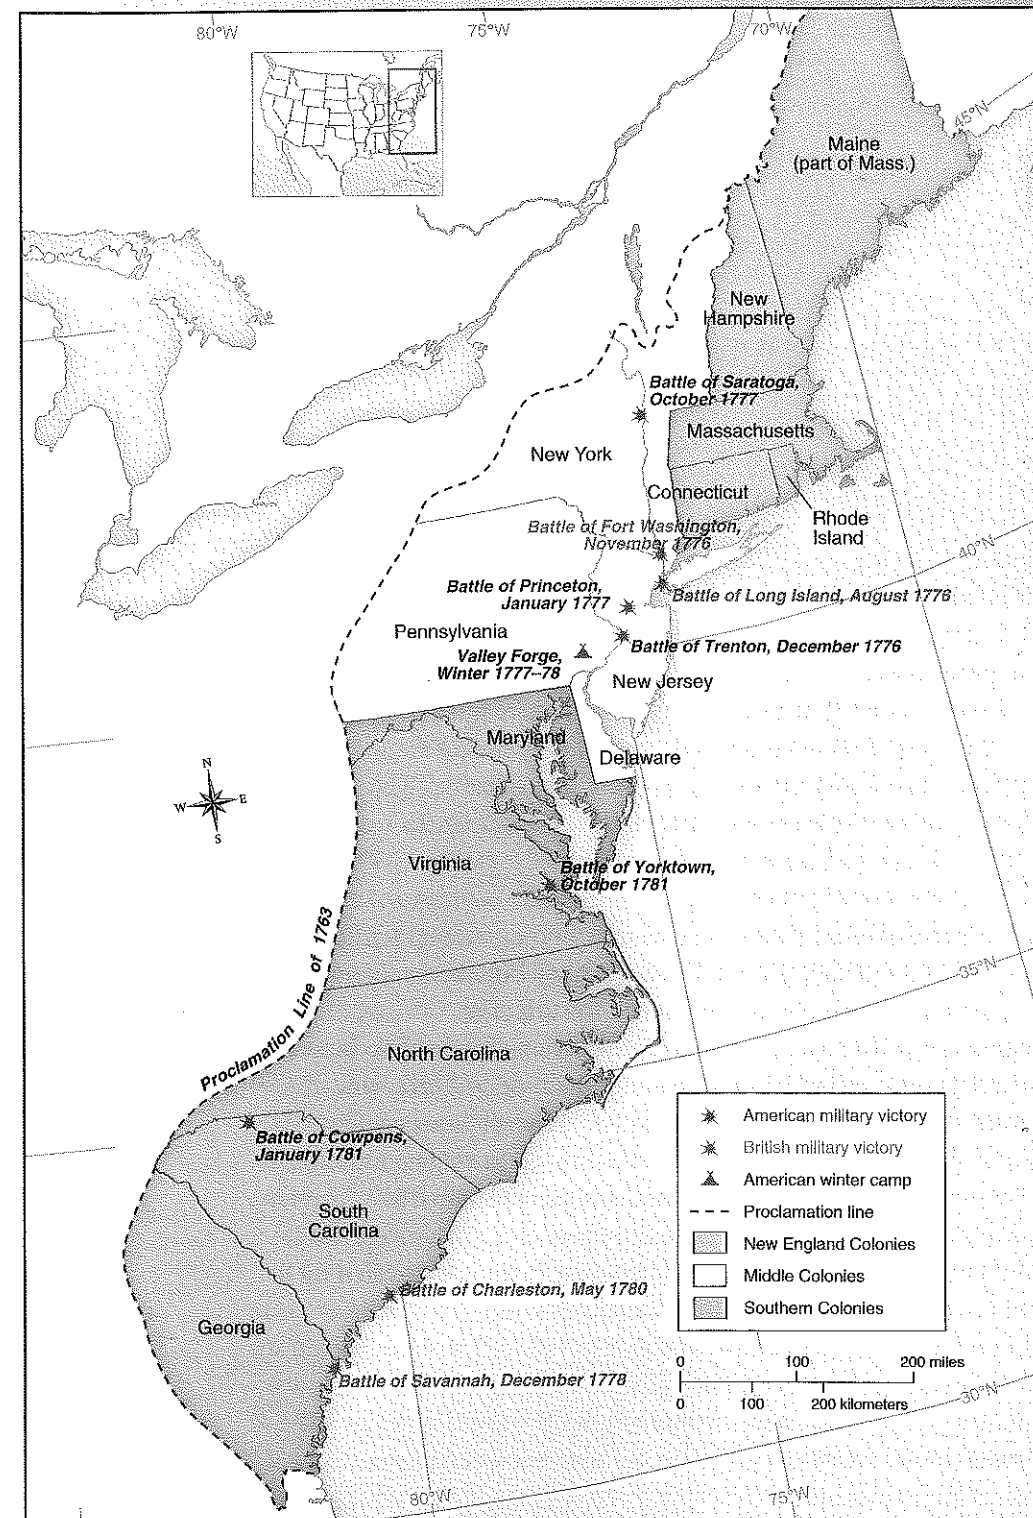 80°W
75°W
70°W
45°N
Maine
(part of Mass.)
New
Hampshire
Battle of Saratoga,
October 1777
Massachusetts
New York
Connecticut
Rhode
Island
Battle of Fort Washington,
November 1776
40°N
Battle of Princeton,
January 1777
Battle of Long Island, August 1776
Pennsylvania
Battle of Trenton, December 1776
Valley Forge,
Winter 1777–78
New Jersey
Maryland
Delaware
N
W
E
S
Virginia
Battle of Yorktown,
October 1781
Proclamation Line of 1763
35°N
North Carolina
Battle of Cowpens,
January 1781
South
Carolina
Battle of Charleston, May 1780
Georgia
Battle of Savannah, December 1778
American military victory
British military victory
American winter camp
Proclamation line
New England Colonies
Middle Colonies
Southern Colonies
0 100 200 miles
0 100 200 kilometers
30°N
80°W
75°W